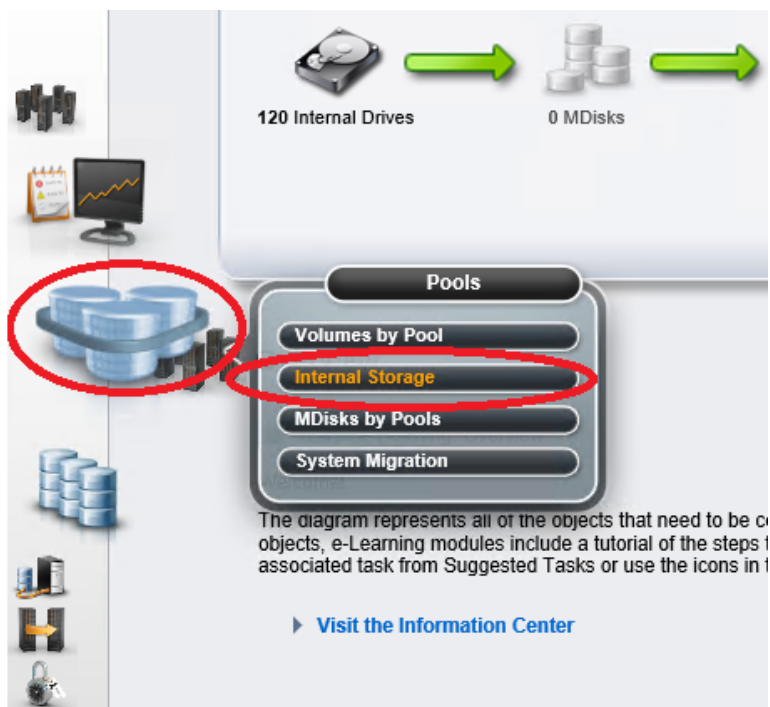 120 Internal Drives
0 MDisks
Pools
Volumes by Pool
Internal Storage
MDisks by Pools
System Migration
Welcome
The diagram represents all of the objects that need to be
objects, e-Learning modules include a tutorial of the steps
associated task from Suggested Tasks or use the icons in
Visit the Information Center